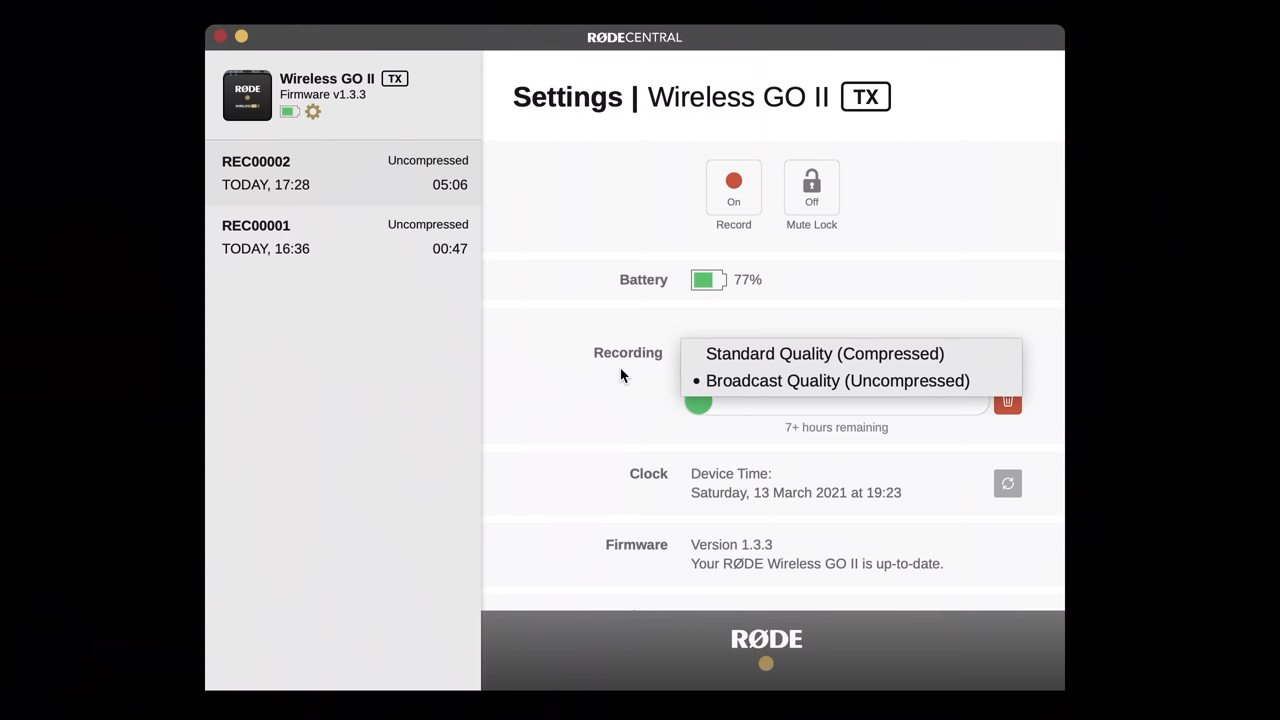 RØDECENTRAL
Wireless GO II TX
Firmware v1.3.3
RØDE
REC00002 Uncompressed
TODAY, 17:28 05:06
REC00001 Uncompressed
TODAY, 16:36 00:47
Settings | Wireless GO II TX
On Off
Record Mute Lock
Battery 77%
Recording
Standard Quality (Compressed)
• Broadcast Quality (Uncompressed)
7+ hours remaining
Clock Device Time:
Saturday, 13 March 2021 at 19:23
Firmware Version 1.3.3
Your RØDE Wireless GO II is up-to-date.
RØDE